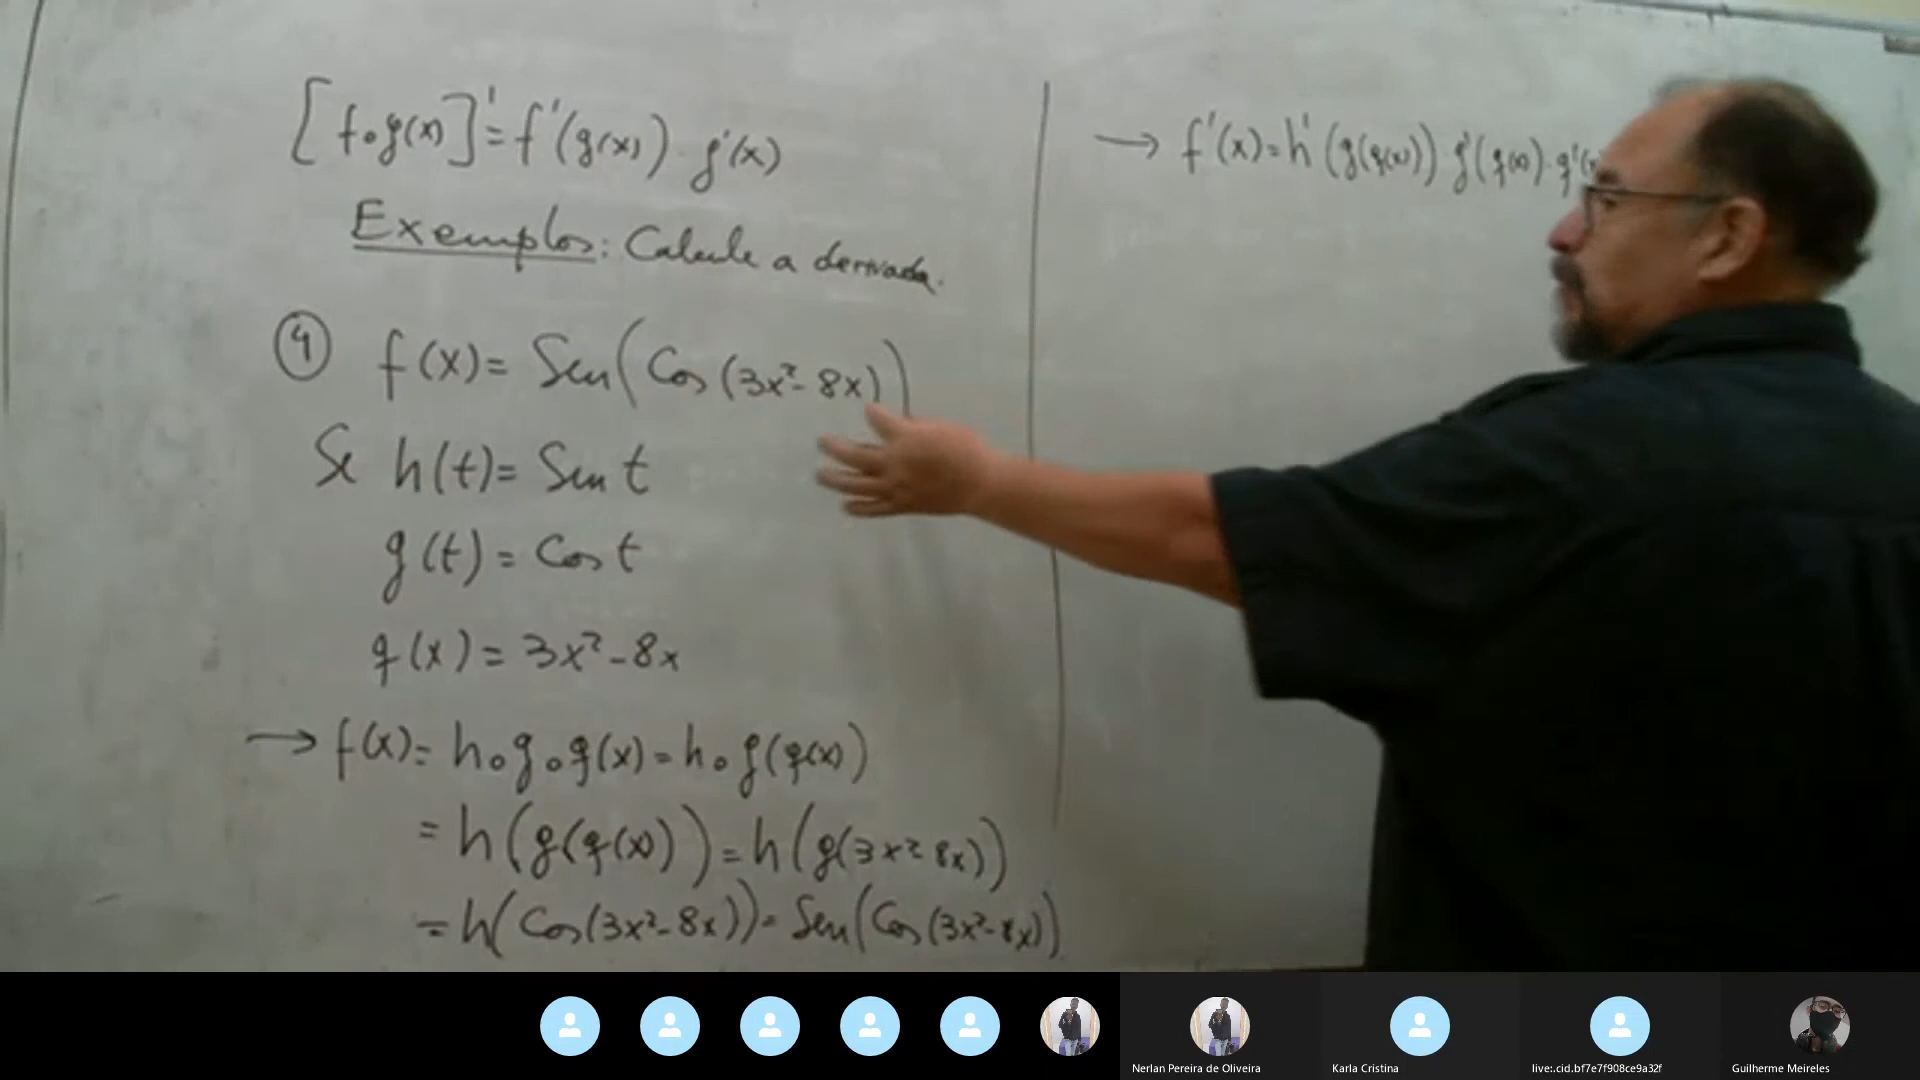 [f∘g(x)]' = f'(g(x)) · g'(x)
Exemplos: Calcule a derivada.
④ f(x) = Sen(Cos(3x²-8x))
Se h(t) = Sen t
g(t) = Cos t
q(x) = 3x²-8x
→ f(x) = h∘g∘q(x) = h∘g(q(x))
= h(g(q(x))) = h(g(3x²-8x))
= h(Cos(3x²-8x)) = Sen(Cos(3x²-8x))
→ f'(x) = h'(g(q(x))) g'(q(x)) · q'(x
Nerlan Pereira de Oliveira
Karla Cristina
live:.cid.bf7e7f908ce9a32f
Guilherme Meireles